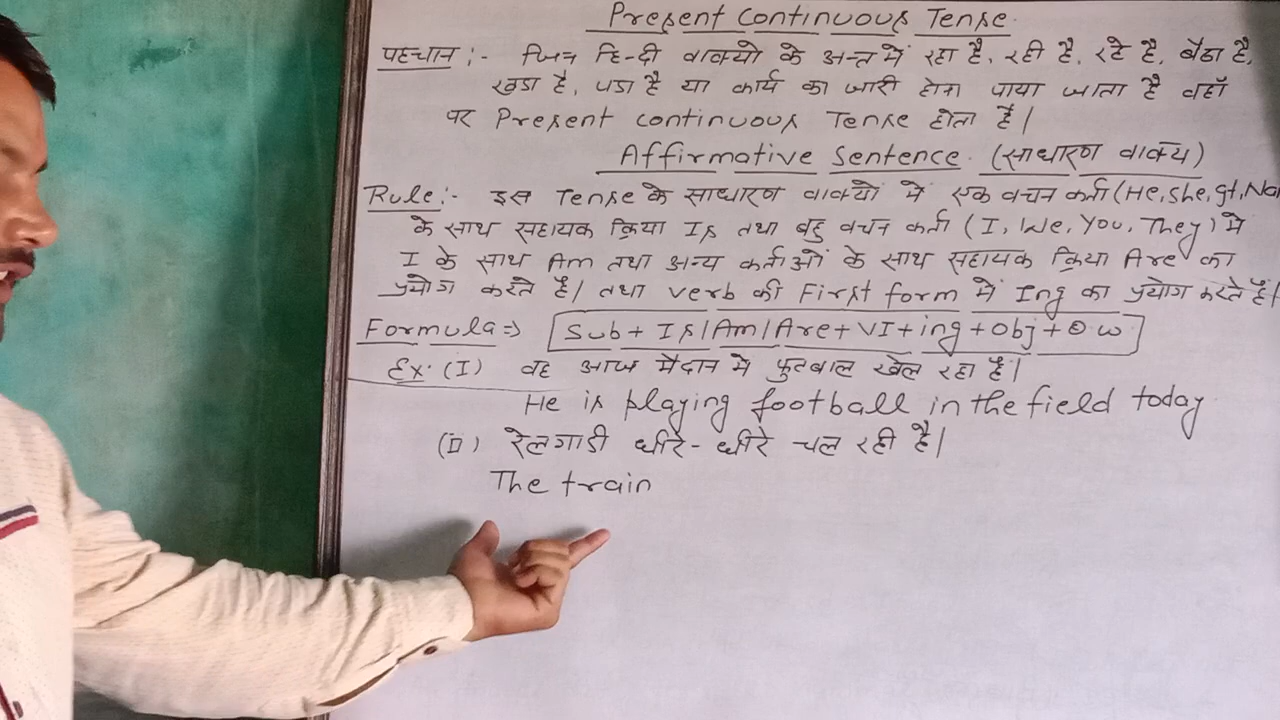 Present Continuous Tense
पहचान :- जिन हिन्दी वाक्यो के अन्त में रहा है, रही है, रहे है, बैठा है,
खडा है, पडा है या कार्य का जारी होना पाया जाता है वहाँ
पर Present Continuous Tense होता है।
Affirmative Sentence. (साधारण वाक्य)
Rule:- इस Tense के साधारण वाक्यों मे एक वचन कर्ता (He, She, It, Na
के साथ सहायक क्रिया Is तथा बहु वचन कर्ता (I, We, You, They) मे
I के साथ Am तथा अन्य कर्ताओं के साथ सहायक क्रिया Are का
प्रयोग करते है। तथा Verb की First form में Ing का प्रयोग करते है।
Formula => Sub + Is/Am/Are + V1 + ing + Obj + O.w
Ex. (I) वह आज मैदान मे फुटबाल खेल रहा है।
He is playing football in the field today
(II) रेलगाडी धीरे-धीरे चल रही है।
The train